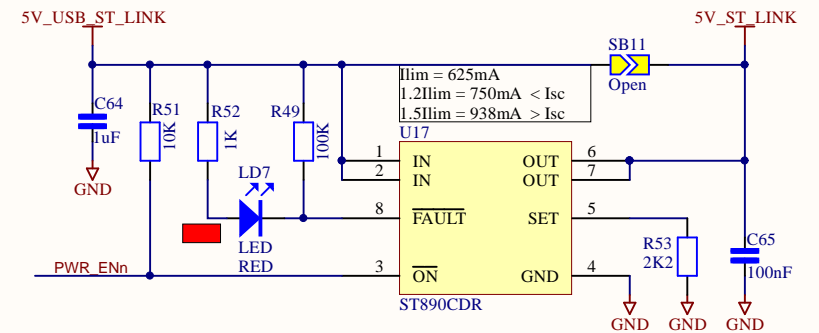 5V_USB_ST_LINK
5V_ST_LINK
SB11
Open
Ilim = 625mA
1.2Ilim = 750mA < Isc
1.5Ilim = 938mA > Isc
C64
1uF
GND
R51
10K
R52
1K
R49
100K
U17
1 IN OUT 6
2 IN OUT 7
LD7
LED
RED
8 FAULT SET 5
R53
2K2
C65
100nF
PWR_ENn
3 ON GND 4
ST890CDR
GND
GND
GND